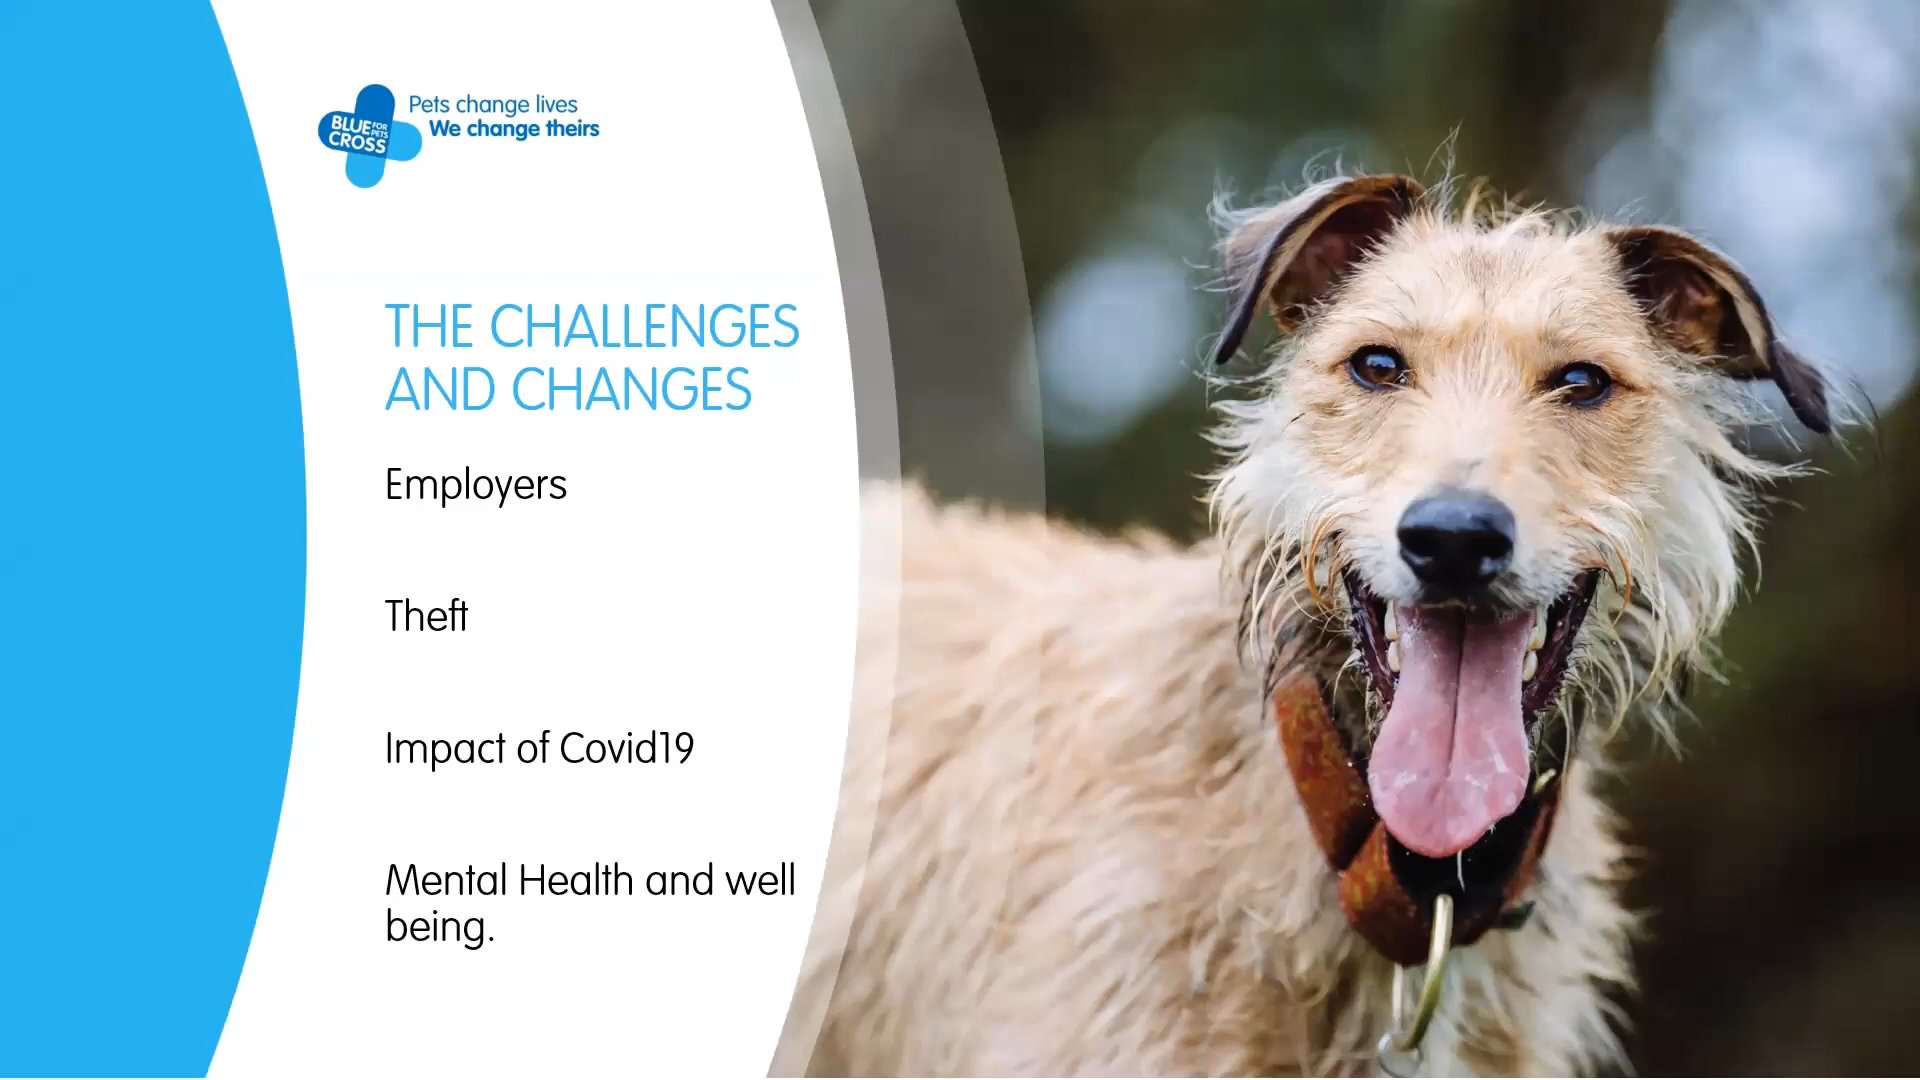 Pets change lives
We change theirs
BLUE FOR PETS
CROSS
THE CHALLENGES
AND CHANGES
Employers
Theft
Impact of Covid19
Mental Health and well
being.